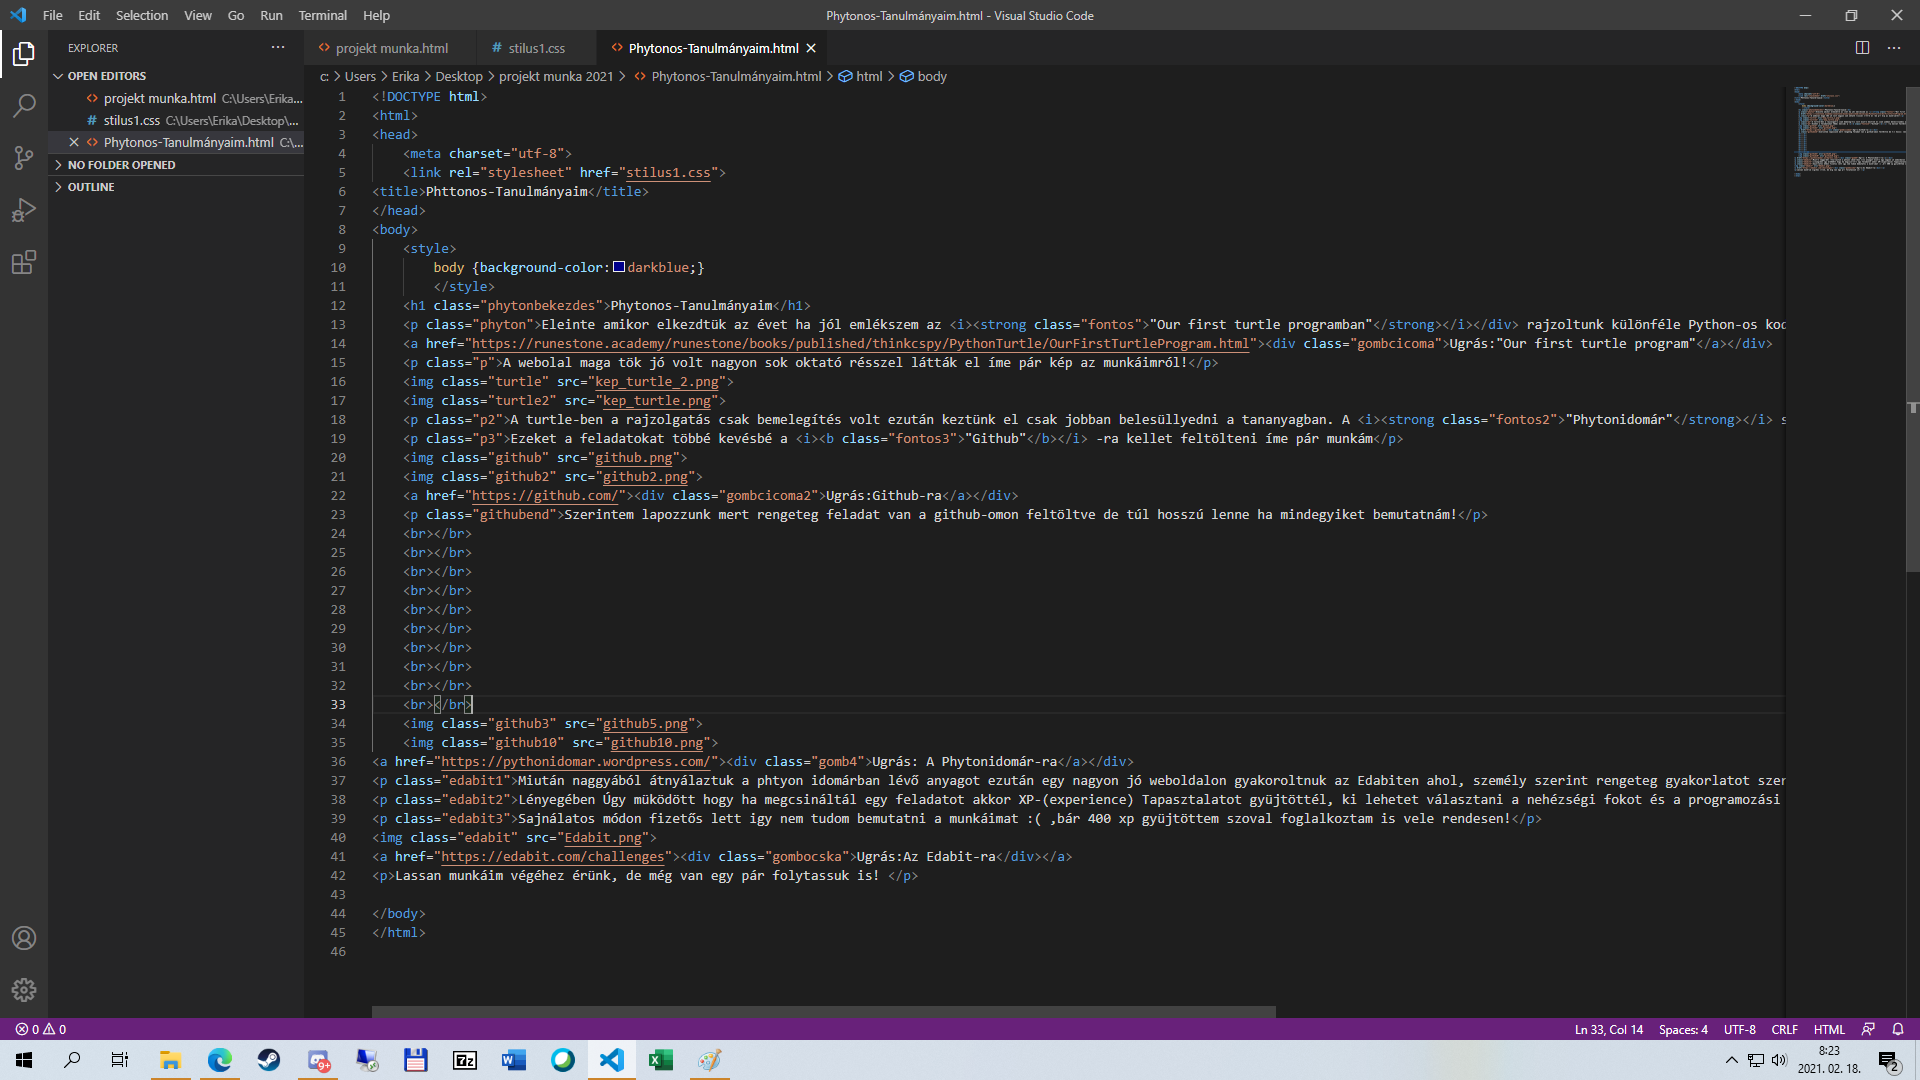 File Edit Selection View Go Run Terminal Help
Phytonos-Tanulmányaim.html - Visual Studio Code
EXPLORER
OPEN EDITORS
projekt munka.html C:\Users\Erika...
stilus1.css C:\Users\Erika\Desktop\...
Phytonos-Tanulmányaim.html C:\...
NO FOLDER OPENED
OUTLINE
projekt munka.html
stilus1.css
Phytonos-Tanulmányaim.html
c: > Users > Erika > Desktop > projekt munka 2021 > Phytonos-Tanulmányaim.html > html > body
1 <!DOCTYPE html>
2 <html>
3 <head>
4 <meta charset="utf-8">
5 <link rel="stylesheet" href="stilus1.css">
6 <title>Phttonos-Tanulmányaim</title>
7 </head>
8 <body>
9 <style>
10 body {background-color:darkblue;}
11 </style>
12 <h1 class="phytonbekezdes">Phytonos-Tanulmányaim</h1>
13 <p class="phyton">Eleinte amikor elkezdtük az évet ha jól emlékszem az <i><strong class="fontos">"Our first turtle programban"</strong></i></div> rajzoltunk különféle Python-os kod
14 <a href="https://runestone.academy/runestone/books/published/thinkcspy/PythonTurtle/OurFirstTurtleProgram.html"><div class="gombcicoma">Ugrás:"Our first turtle program"</a></div>
15 <p class="p">A webolal maga tök jó volt nagyon sok oktató résszel látták el íme pár kép az munkáimról!</p>
16 <img class="turtle" src="kep_turtle_2.png">
17 <img class="turtle2" src="kep_turtle.png">
18 <p class="p2">A turtle-ben a rajzolgatás csak bemelegítés volt ezután keztünk el csak jobban belesüllyedni a tananyagban. A <i><strong class="fontos2">"Phytonidomár"</strong></i> s
19 <p class="p3">Ezeket a feladatokat többé kevésbé a <i><b class="fontos3">"Github"</b></i> -ra kellet feltölteni íme pár munkám</p>
20 <img class="github" src="github.png">
21 <img class="github2" src="github2.png">
22 <a href="https://github.com/"><div class="gombcicoma2">Ugrás:Github-ra</a></div>
23 <p class="githubend">Szerintem lapozzunk mert rengeteg feladat van a github-omon feltöltve de túl hosszú lenne ha mindegyiket bemutatnám!</p>
24 <br></br>
25 <br></br>
26 <br></br>
27 <br></br>
28 <br></br>
29 <br></br>
30 <br></br>
31 <br></br>
32 <br></br>
33 <br></br>
34 <img class="github3" src="github5.png">
35 <img class="github10" src="github10.png">
36 <a href="https://pythonidomar.wordpress.com/"><div class="gomb4">Ugrás: A Phytonidomár-ra</a></div>
37 <p class="edabit1">Miután naggyából átnyálaztuk a phtyon idomárban lévő anyagot ezután egy nagyon jó weboldalon gyakoroltnuk az Edabiten ahol, személy szerint rengeteg gyakorlatot szer
38 <p class="edabit2">Lényegében Úgy müködött hogy ha megcsináltál egy feladatot akkor XP-(experience) Tapasztalatot gyüjtöttél, ki lehetet választani a nehézségi fokot és a programozási
39 <p class="edabit3">Sajnálatos módon fizetős lett igy nem tudom bemutatni a munkáimat :( ,bár 400 xp gyüjtöttem szoval foglalkoztam is vele rendesen!</p>
40 <img class="edabit" src="Edabit.png">
41 <a href="https://edabit.com/challenges"><div class="gombocska">Ugrás:Az Edabit-ra</div></a>
42 <p>Lassan munkáim végéhez érünk, de még van egy pár folytassuk is! </p>
43
44 </body>
45 </html>
46
0 0
Ln 33, Col 14 Spaces: 4 UTF-8 CRLF HTML
9+
7z
8:23
2021. 02. 18.
2